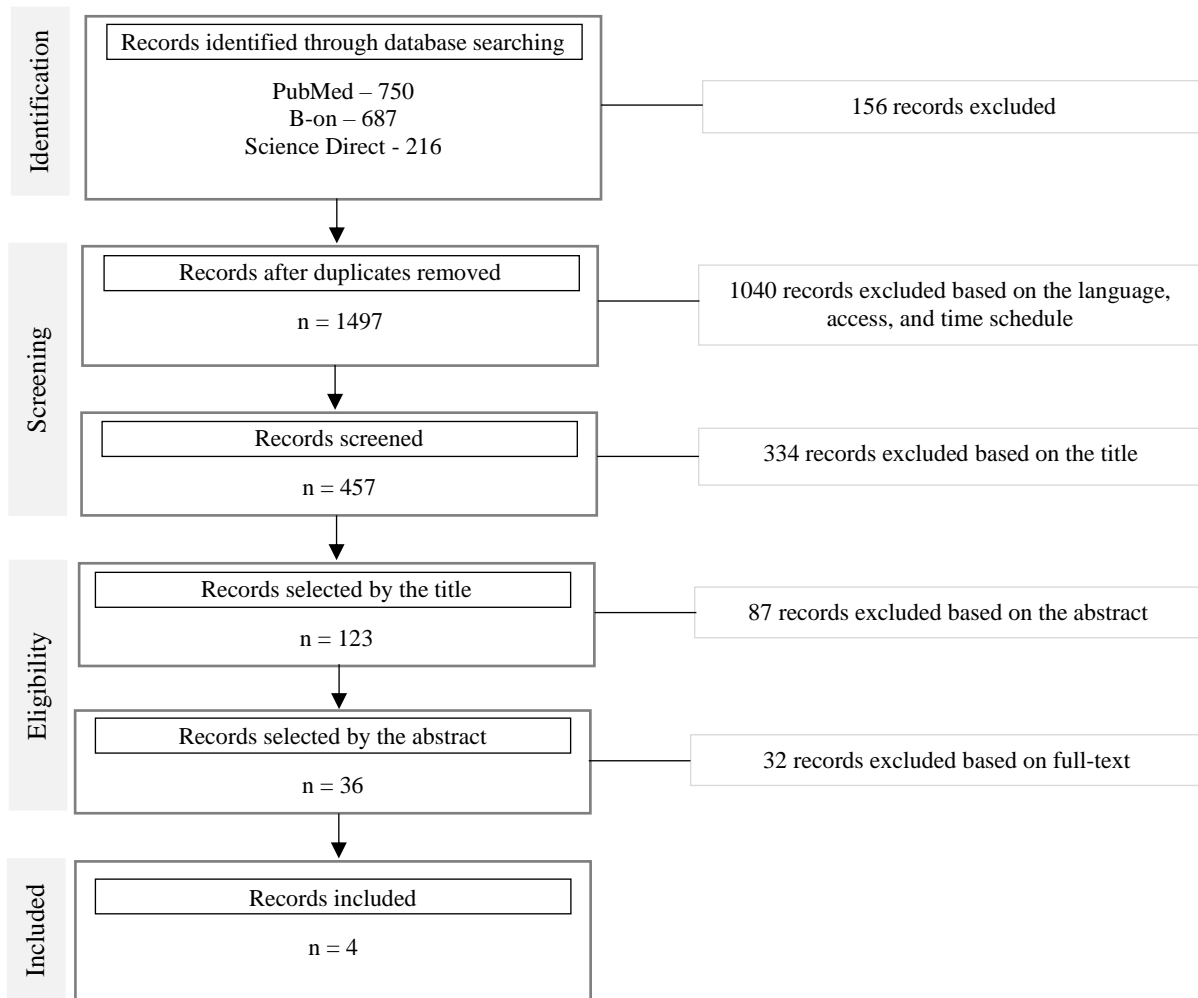 Identification
Records identified through database searching
PubMed – 750
B-on – 687
Science Direct - 216
156 records excluded
Screening
Records after duplicates removed
n = 1497
1040 records excluded based on the language,
access, and time schedule
Records screened
n = 457
334 records excluded based on the title
Eligibility
Records selected by the title
n = 123
87 records excluded based on the abstract
Records selected by the abstract
n = 36
32 records excluded based on full-text
Included
Records included
n = 4